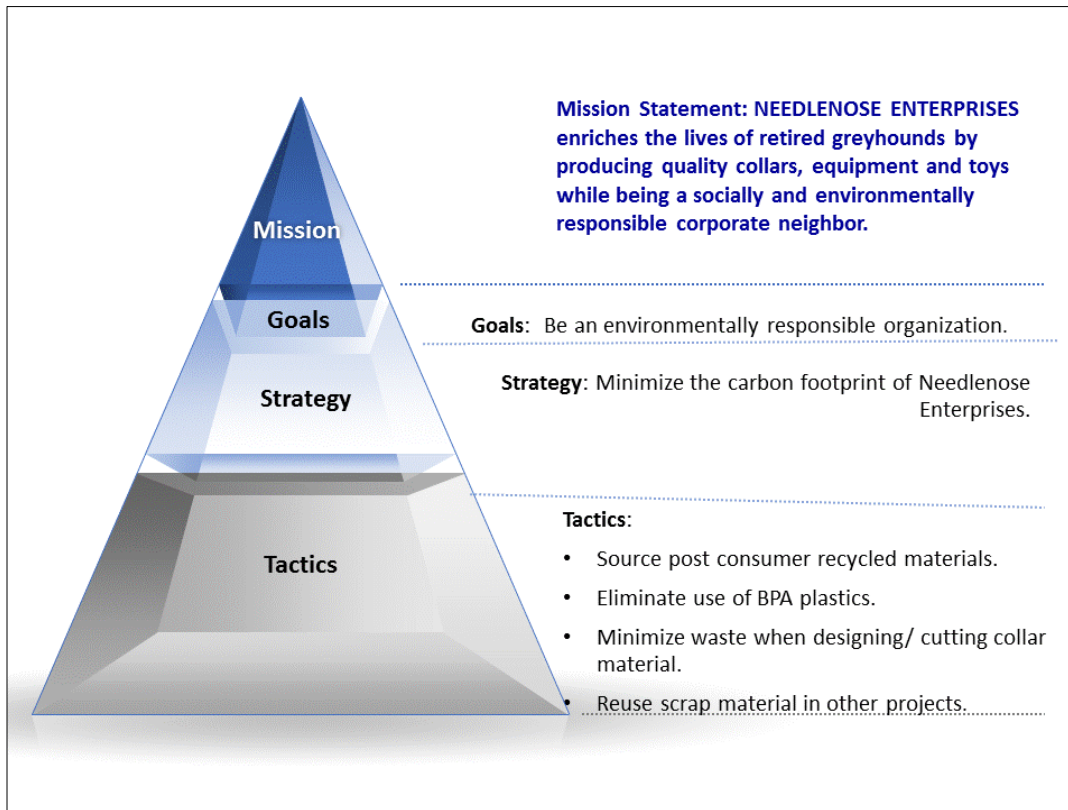 Mission Statement: NEEDLENOSE ENTERPRISES
enriches the lives of retired greyhounds by
producing quality collars, equipment and toys
while being a socially and environmentally
responsible corporate neighbor.
Mission
Goals
Goals: Be an environmentally responsible organization.
Strategy
Strategy: Minimize the carbon footprint of Needlenose
Enterprises.
Tactics
Tactics:
• Source post consumer recycled materials.
• Eliminate use of BPA plastics.
• Minimize waste when designing/ cutting collar
material.
• Reuse scrap material in other projects.